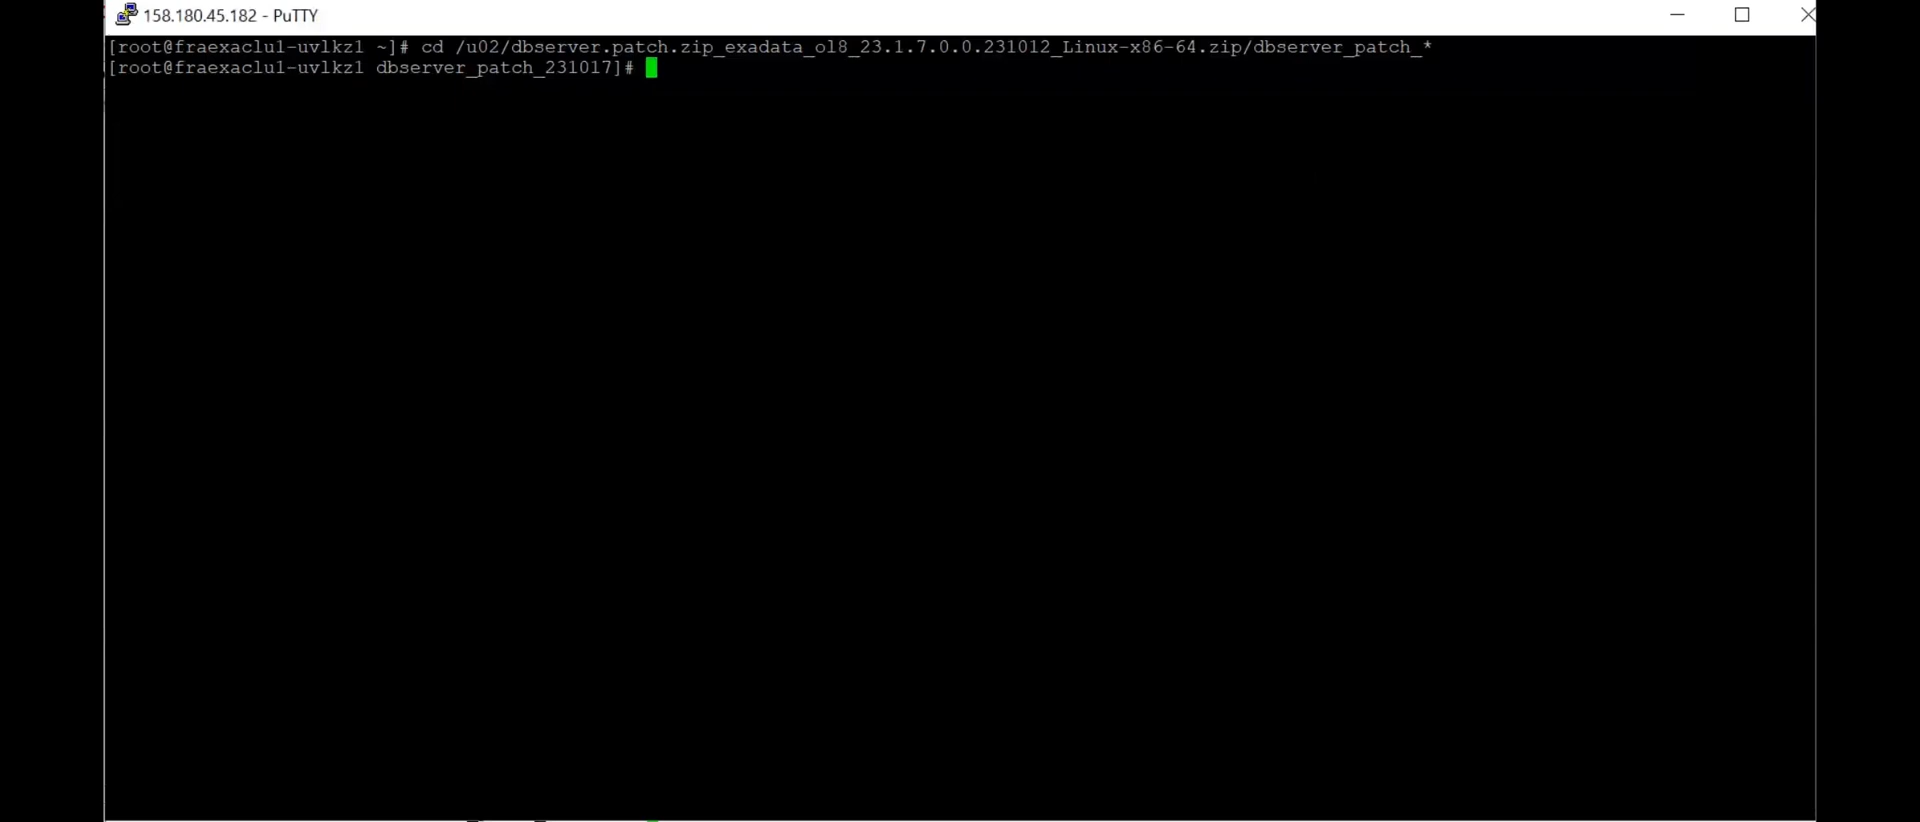 158.180.45.182 - PuTTY
[root@fraexaclu1-uvlkz1 ~]# cd /u02/dbserver.patch.zip_exadata_ol8_23.1.7.0.0.231012_Linux-x86-64.zip/dbserver_patch_*
[root@fraexaclu1-uvlkz1 dbserver_patch_231017]#